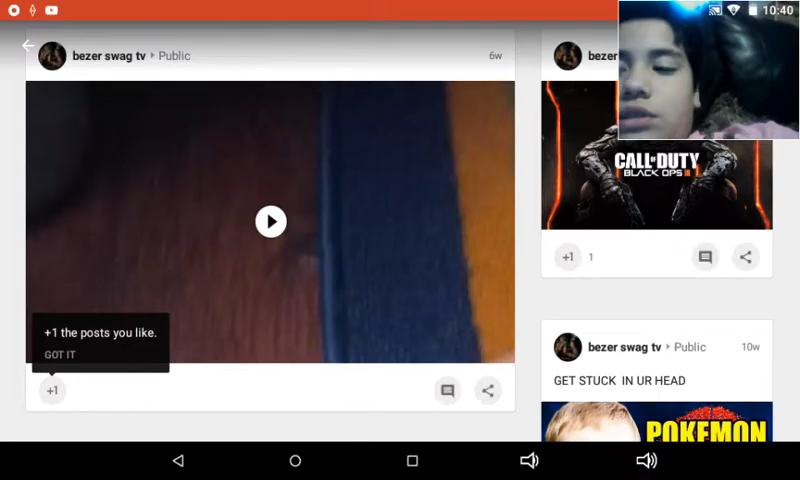 10:40
bezer swag tv Public
6w
bezer
CALL OF DUTY
BLACK OPS III
+1 the posts you like.
GOT IT
+1
+1 1
bezer swag tv Public
10w
GET STUCK IN UR HEAD
POKEMON